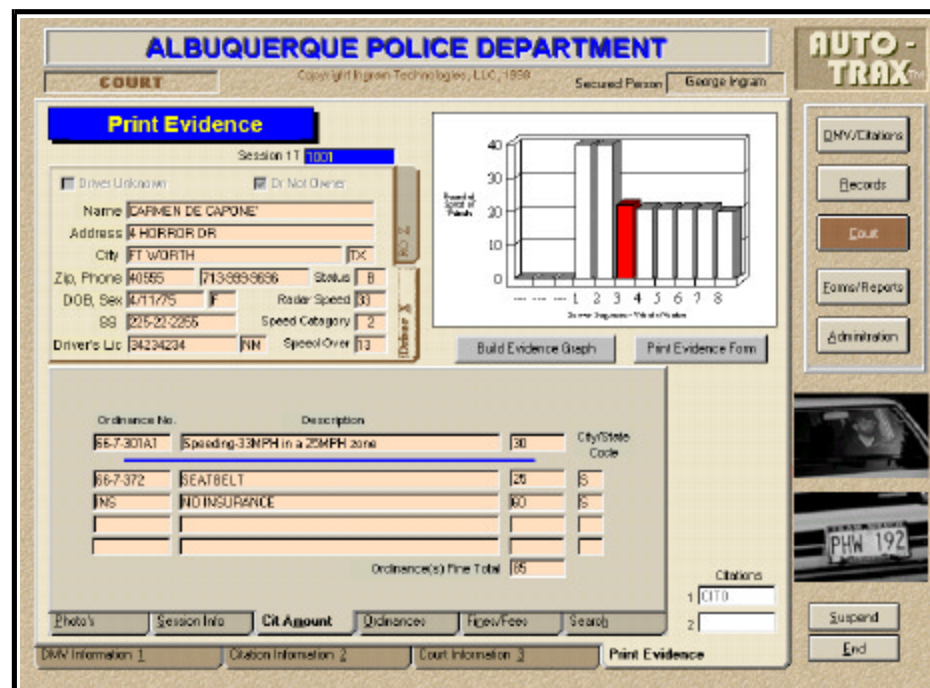 ALBUQUERQUE POLICE DEPARTMENT
AUTO-
TRAX
COURT
Copyright Ingram Technologies, LLC, 1998
Secured Person George Ingram
Print Evidence
Session 1T 1001
Driver Unknown Dr Not Owner
Name CARMEN DE CAPONE'
Address 4 HORROR DR
City FT WORTH TX
Zip, Phone 40555 713-999-9696 Status B
DOB, Sex 4/11/75 F Radar Speed 33
SS 225-22-2255 Speed Catagory 2
Driver's Lic 34234234 NM Speed Over 13
Driver X
40
30
20
10
0
--- --- --- 1 2 3 4 5 6 7 8
Build Evidence Graph Print Evidence Form
DMV/Citations
Records
Court
Forms/Reports
Ordinance No. Description
City/State
Code
66-7-301A1 Speeding-33MPH in a 25MPH zone 30
66-7-372 SEATBELT 25 S
INS NO INSURANCE 60 S
Ordinance(s) Fine Total 85
Citations
1 CIT0
2
PHW 192
Photo's Session Info Cit Amount Ordinances Fines/Fees Search
DMV Information 1 Citation Information 2 Court Information 3 Print Evidence
Suspend
End